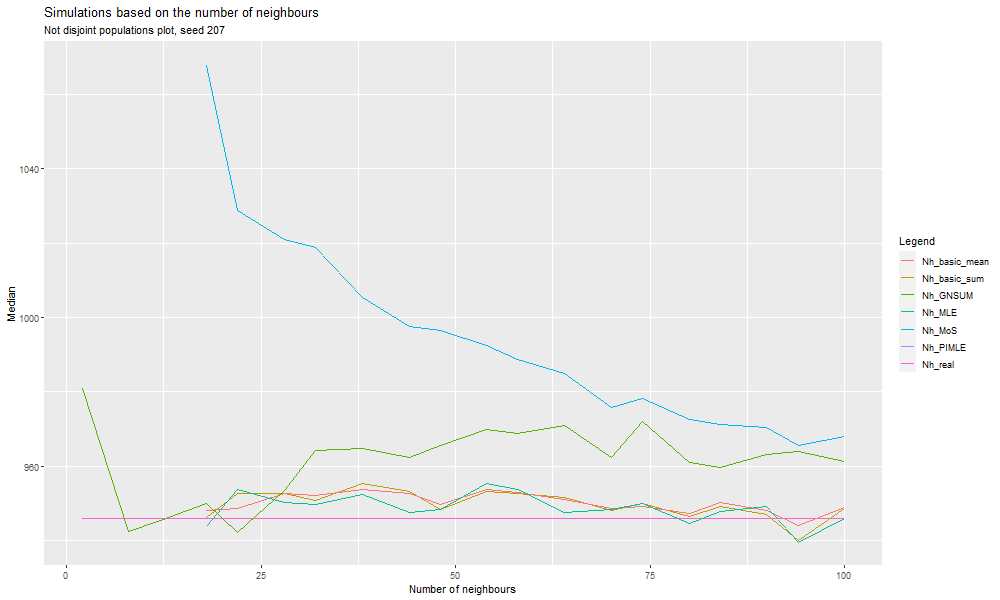 Simulations based on the number of neighbours
Not disjoint populations plot, seed 207
Median
1040
1000
960
0
25
50
75
100
Number of neighbours
Legend
Nh_basic_mean
Nh_basic_sum
Nh_GNSUM
Nh_MLE
Nh_MoS
Nh_PIMLE
Nh_real